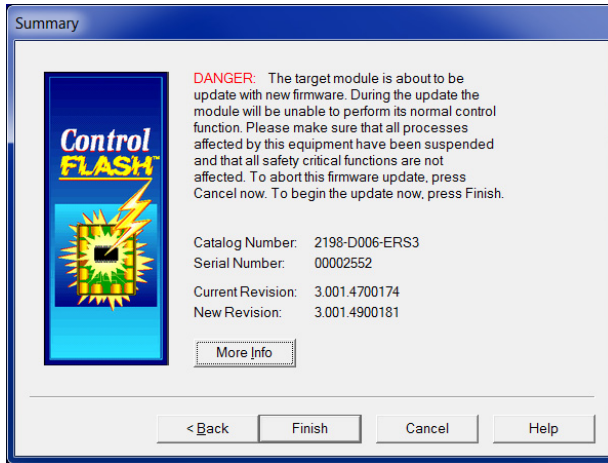 Summary
Control
FLASH™
DANGER: The target module is about to be
update with new firmware. During the update the
module will be unable to perform its normal control
function. Please make sure that all processes
affected by this equipment have been suspended
and that all safety critical functions are not
affected. To abort this firmware update, press
Cancel now. To begin the update now, press Finish.
Catalog Number: 2198-D006-ERS3
Serial Number: 00002552
Current Revision: 3.001.4700174
New Revision: 3.001.4900181
More Info
< Back
Finish
Cancel
Help